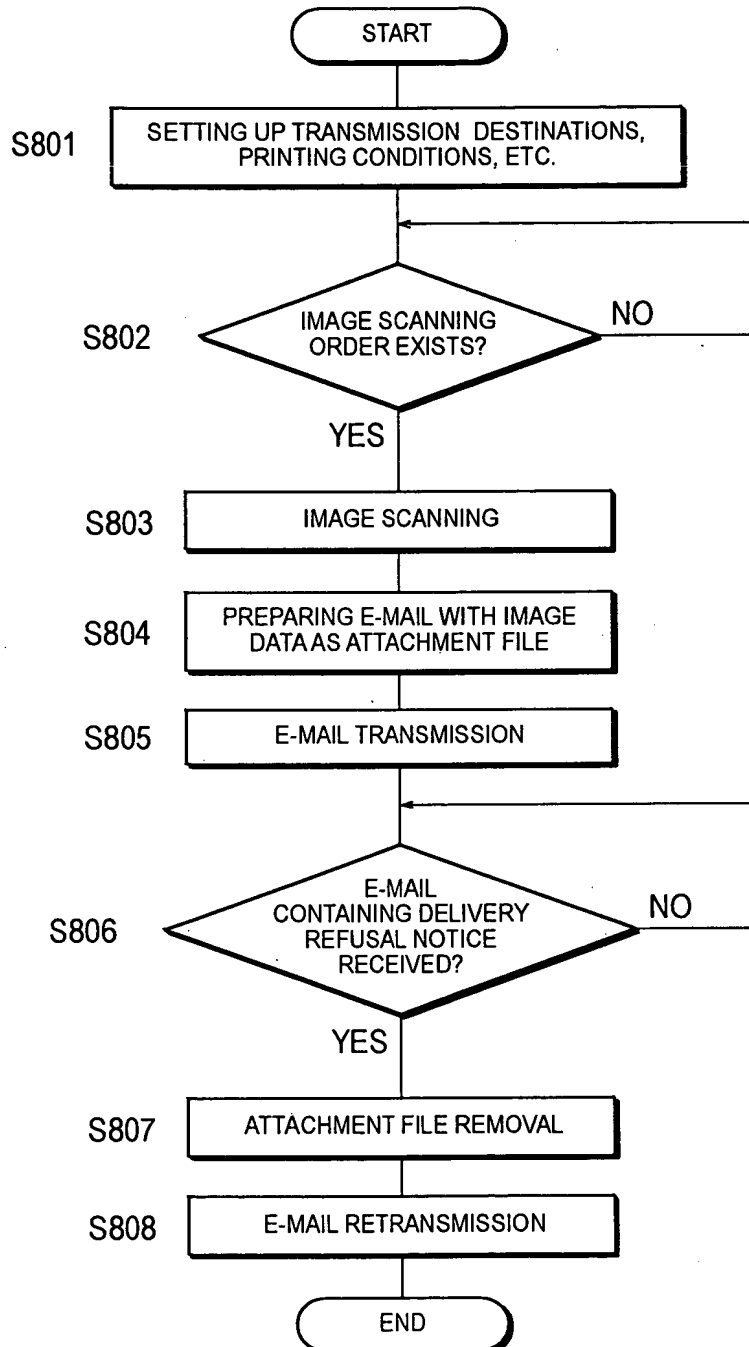 START
S801
SETTING UP TRANSMISSION DESTINATIONS,
PRINTING CONDITIONS, ETC.
S802
IMAGE SCANNING
ORDER EXISTS?
NO
YES
S803
IMAGE SCANNING
S804
PREPARING E-MAIL WITH IMAGE
DATA AS ATTACHMENT FILE
S805
E-MAIL TRANSMISSION
S806
E-MAIL
CONTAINING DELIVERY
REFUSAL NOTICE
RECEIVED?
NO
YES
S807
ATTACHMENT FILE REMOVAL
S808
E-MAIL RETRANSMISSION
END